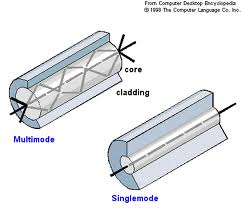 From Computer Desktop Encyclopedia
© 1998 The Computer Language Co. Inc.
core
cladding
Multimode
Singlemode